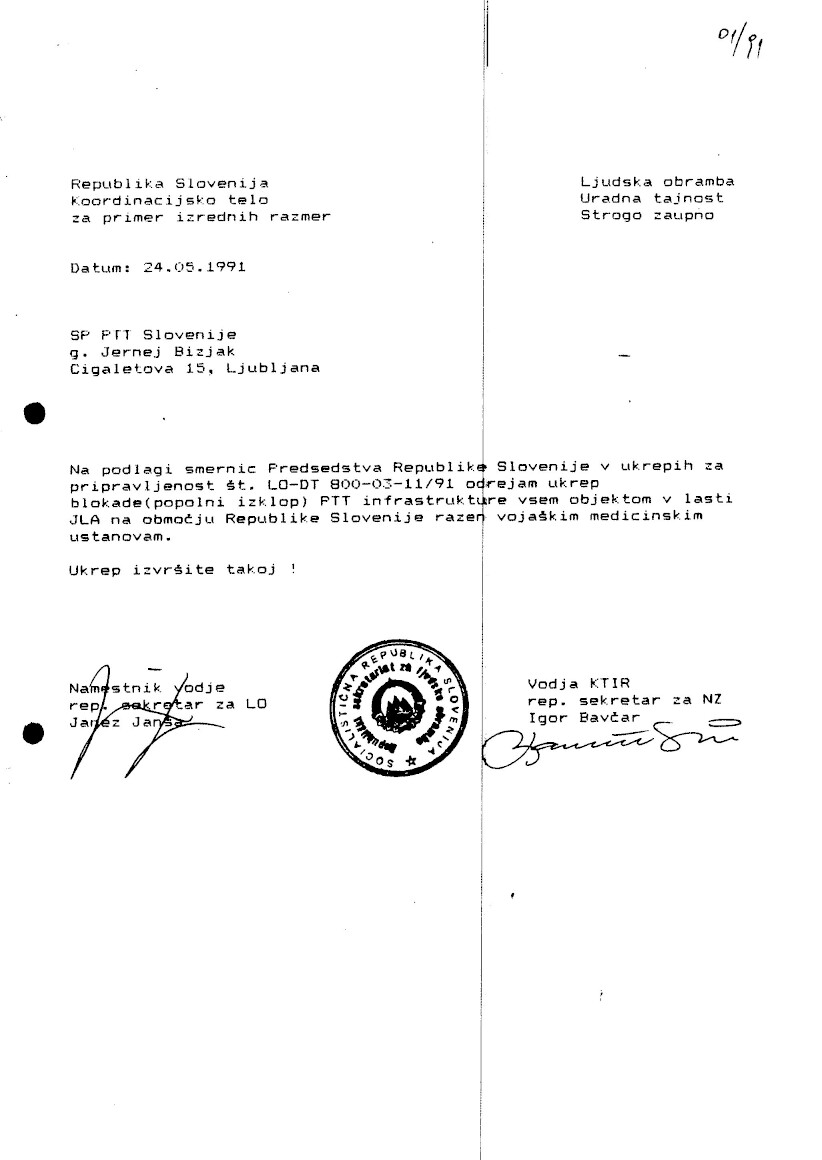 01/91
Republika Slovenija
Koordinacijsko telo
za primer izrednih razmer
Ljudska obramba
Uradna tajnost
Strogo zaupno
Datum: 24.05.1991
SP PTT Slovenije
g. Jernej Bizjak
Cigaletova 15, Ljubljana
Na podlagi smernic Predsedstva Republike Slovenije v ukrepih za
pripravljenost št. LO-DT 800-03-11/91 odrejam ukrep
blokade(popolni izklop) PTT infrastrukture vsem objektom v lasti
JLA na območju Republike Slovenije razen vojaškim medicinskim
ustanovam.
Ukrep izvršite takoj !
Namestnik vodje
rep. sekretar za LO
Janez Janša
SOCIALISTIČNA REPUBLIKA SLOVENIJA
Republiški sekretariat za ljudsko obrambo
Vodja KTIR
rep. sekretar za NZ
Igor Bavčar